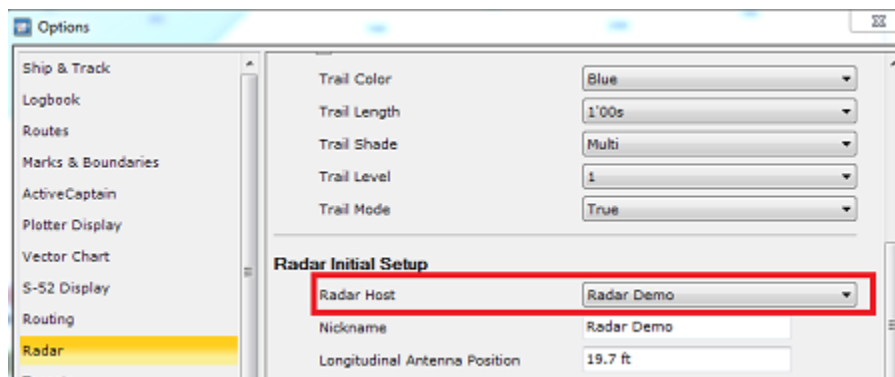 Options
Ship & Track
Logbook
Routes
Marks & Boundaries
ActiveCaptain
Plotter Display
Vector Chart
S-52 Display
Routing
Radar
Trail Color Blue
Trail Length 1'00s
Trail Shade Multi
Trail Level 1
Trail Mode True
Radar Initial Setup
Radar Host Radar Demo
Nickname Radar Demo
Longitudinal Antenna Position 19.7 ft